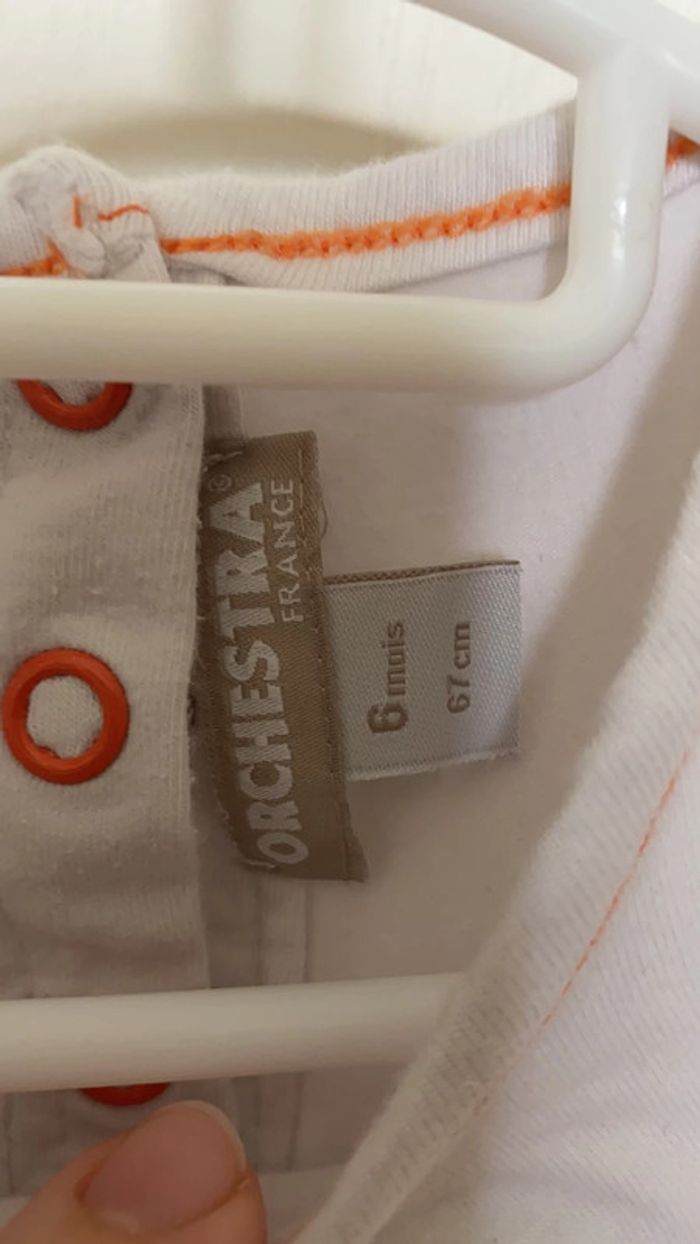 ORCHESTRA®
FRANCE
6 mois
67 cm